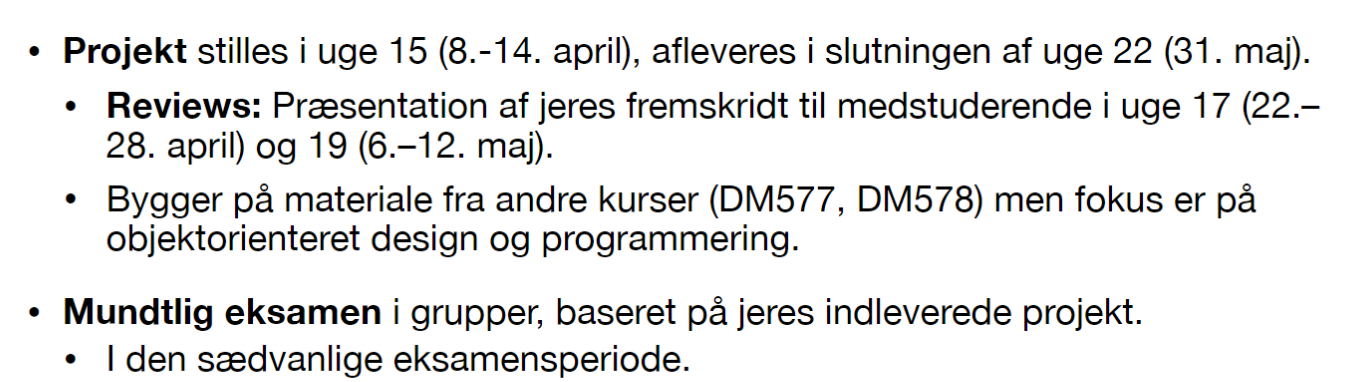 • Projekt stilles i uge 15 (8.-14. april), afleveres i slutningen af uge 22 (31. maj).
• Reviews: Præsentation af jeres fremskridt til medstuderende i uge 17 (22.–
28. april) og 19 (6.–12. maj).
• Bygger på materiale fra andre kurser (DM577, DM578) men fokus er på
objektorienteret design og programmering.
• Mundtlig eksamen i grupper, baseret på jeres indleverede projekt.
• I den sædvanlige eksamensperiode.